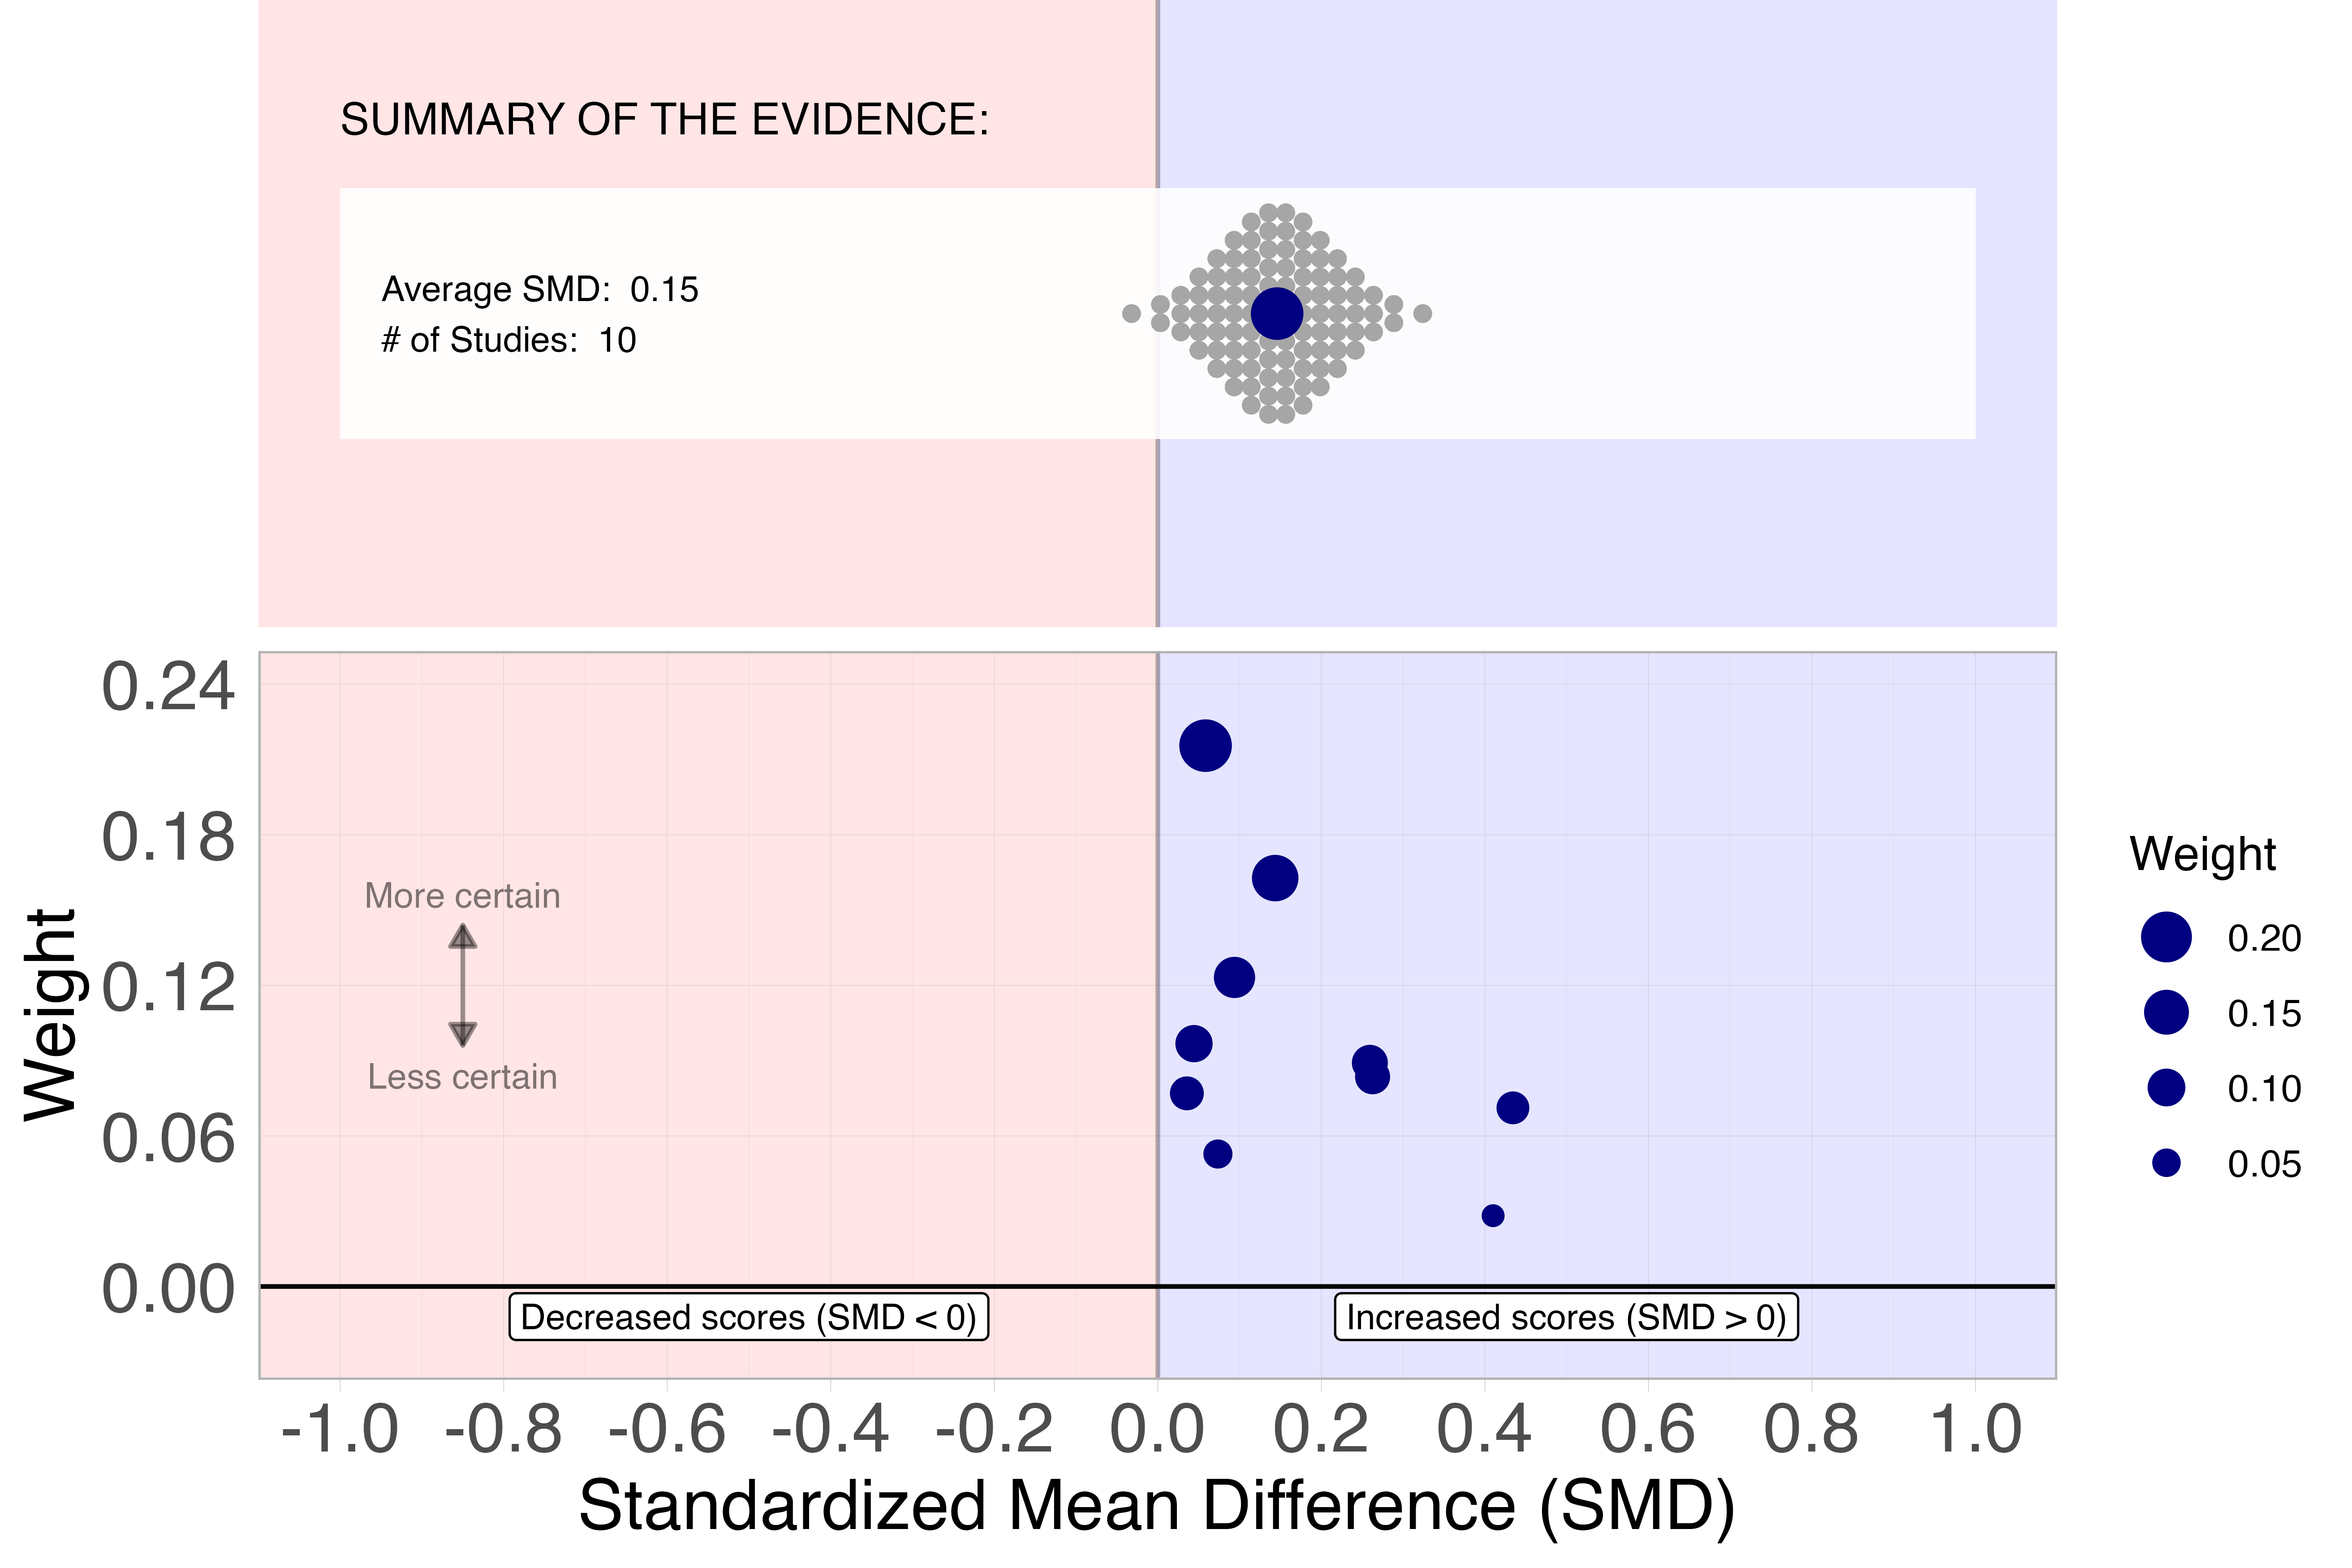 SUMMARY OF THE EVIDENCE:
Average SMD: 0.15
# of Studies: 10
0.24
0.18
0.12
0.06
0.00
Weight
More certain
Less certain
Decreased scores (SMD < 0)
Increased scores (SMD > 0)
-1.0 -0.8 -0.6 -0.4 -0.2 0.0 0.2 0.4 0.6 0.8 1.0
Standardized Mean Difference (SMD)
Weight
0.20
0.15
0.10
0.05